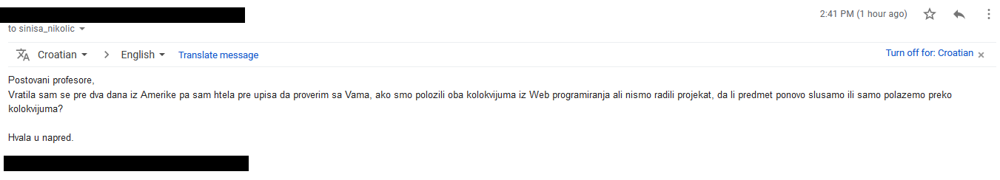 2:41 PM (1 hour ago)
to sinisa_nikolic
Croatian > English Translate message Turn off for: Croatian ×
Postovani profesore,
Vratila sam se pre dva dana iz Amerike pa sam htela pre upisa da proverim sa Vama, ako smo polozili oba kolokvijuma iz Web programiranja ali nismo radili projekat, da li predmet ponovo slusamo ili samo polazemo preko
kolokvijuma?
Hvala u napred.